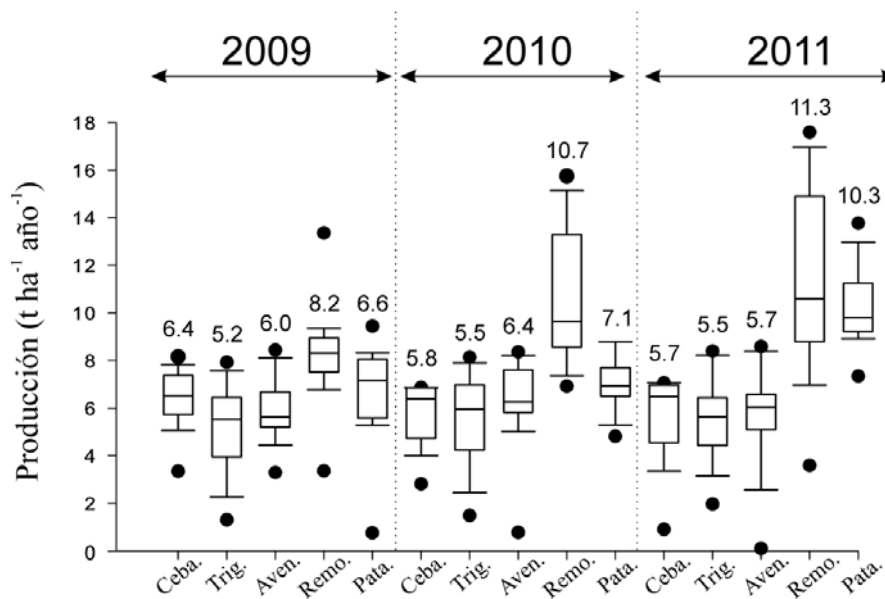 2009 2010 2011
18
16
14
12
10
8
6
4
2
0
Producción (t ha⁻¹ año⁻¹)
6.4 5.2 6.0 8.2 6.6 5.8 5.5 6.4 10.7 7.1 5.7 5.5 5.7 11.3 10.3
Ceba. Trig. Aven. Remo. Pata. Ceba. Trig. Aven. Remo. Pata. Ceba. Trig. Aven. Remo. Pata.